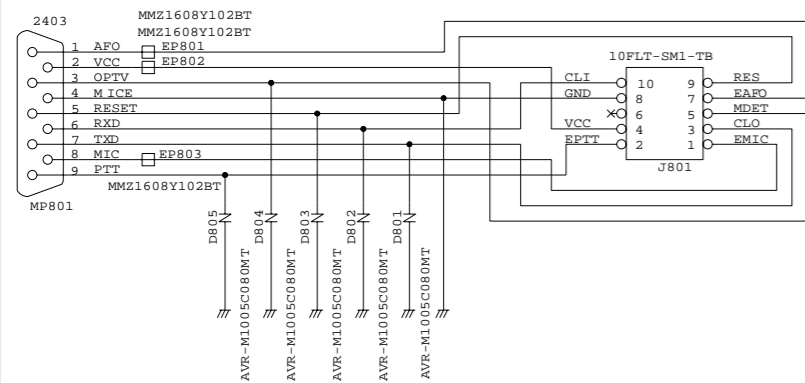 2403
MMZ1608Y102BT
MMZ1608Y102BT
1 AFO EP801
2 VCC EP802
3 OPTV
4 MICE
5 RESET
6 RXD
7 TXD
8 MIC EP803
9 PTT
MMZ1608Y102BT
MP801
10FLT-SM1-TB
CLI 10 9 RES
GND 8 7 EAFO
6 5 MDET
VCC 4 3 CLO
EPTT 2 1 EMIC
J801
D805
D804
D803
D802
D801
AVR-M1005C080MT
AVR-M1005C080MT
AVR-M1005C080MT
AVR-M1005C080MT
AVR-M1005C080MT